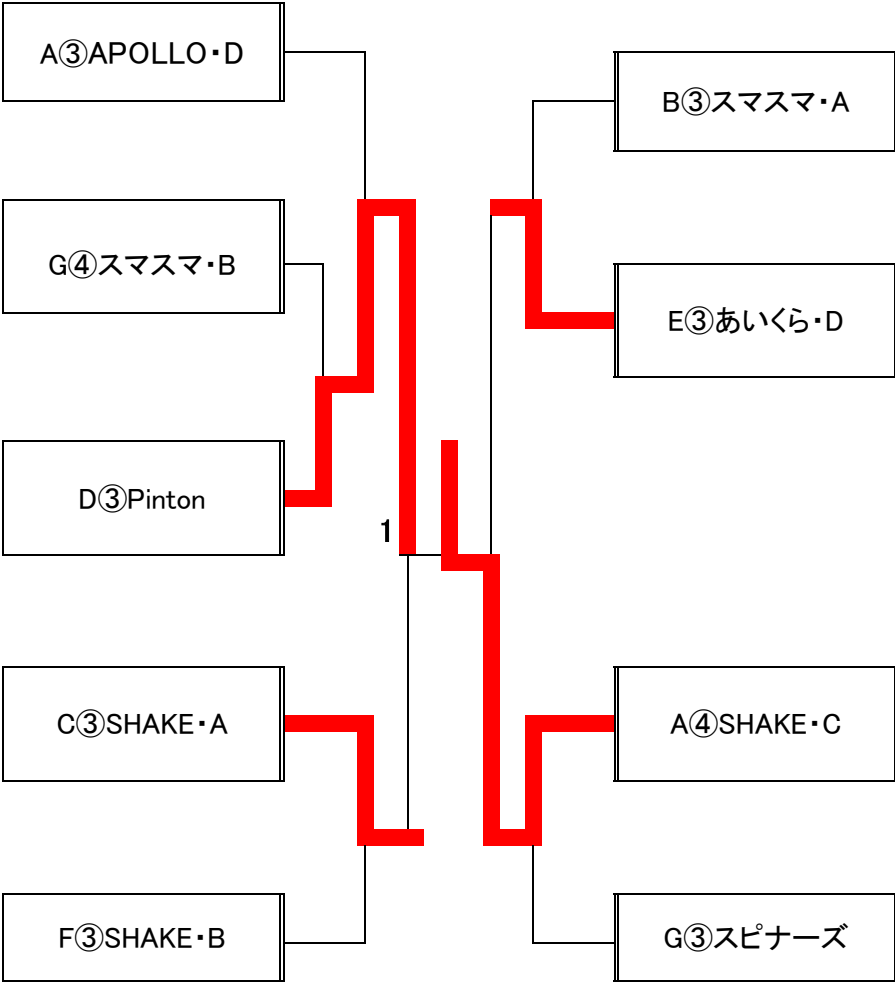 A③APOLLO・D
G④スマスマ・B
D③Pinton
1
C③SHAKE・A
F③SHAKE・B
B③スマスマ・A
E③あいくら・D
A④SHAKE・C
G③スピナーズ